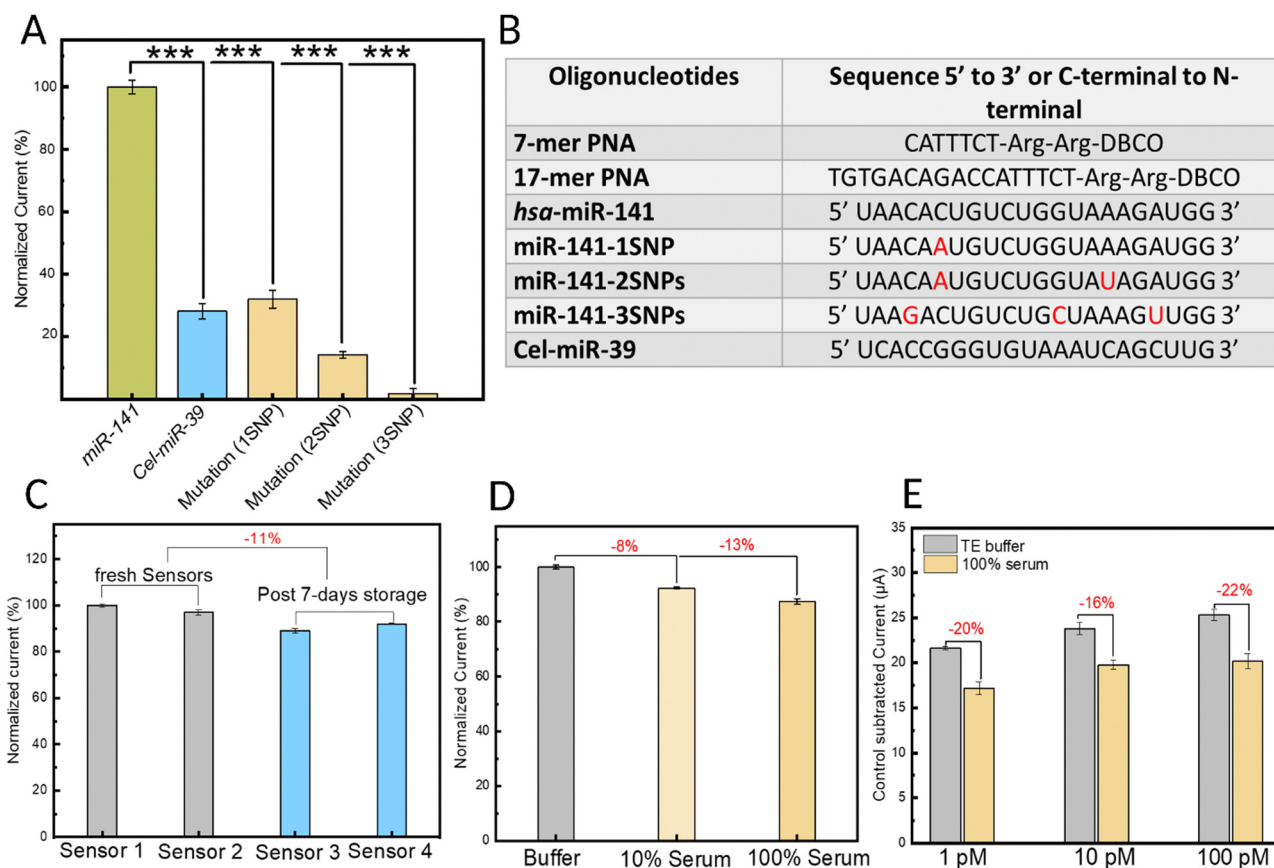 A
*** *** *** ***
Normalized Current (%)
100
80
60
40
20
miR-141
Cel-miR-39
Mutation (1SNP)
Mutation (2SNP)
Mutation (3SNP)
B
Oligonucleotides Sequence 5’ to 3’ or C-terminal to N-
terminal
7-mer PNA CATTTCT-Arg-Arg-DBCO
17-mer PNA TGTGACAGACCATTTCT-Arg-Arg-DBCO
hsa-miR-141 5’ UAACACUGUCUGGUAAAGAUGG 3’
miR-141-1SNP 5’ UAACAAUGUCUGGUAAAGAUGG 3’
miR-141-2SNPs 5’ UAACAAUGUCUGGUAUAGAUGG 3’
miR-141-3SNPs 5’ UAAGACUGUCUGCUAAAGUUGG 3’
Cel-miR-39 5’ UCACCGGGUGUAAAUCAGCUUG 3’
C
Normalized current (%)
120
100
80
60
40
20
0
-11%
fresh Sensors
Post 7-days storage
Sensor 1 Sensor 2 Sensor 3 Sensor 4
D
Normalized Current (%)
100
80
60
40
20
0
-8% -13%
Buffer 10% Serum 100% Serum
E
Control subtratcted Current (µA)
35
30
25
20
15
10
5
0
TE buffer
100% serum
-20% -16% -22%
1 pM 10 pM 100 pM